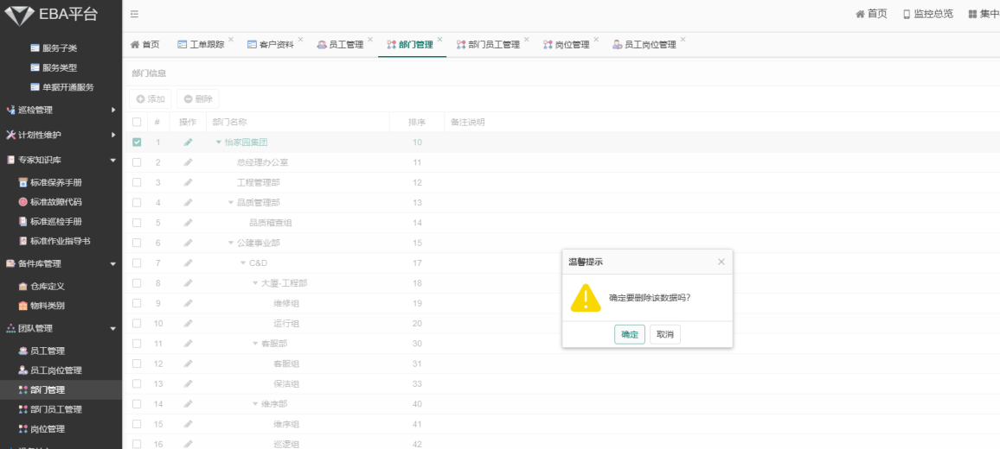 EBA平台
首页 监控总览 集中
首页 工单跟踪 客户资料 员工管理 部门管理 部门员工管理 岗位管理 员工岗位管理
服务子类
服务类型
单据开通服务
巡检管理
计划性维护
专家知识库
标准保养手册
标准故障代码
标准巡检手册
标准作业指导书
备件库管理
仓库定义
物料类别
团队管理
员工管理
员工岗位管理
部门管理
部门员工管理
岗位管理
部门信息
添加 删除
# 操作 部门名称 排序 备注说明
1 怡家园集团 10
2 总经理办公室 11
3 工程管理部 12
4 品质管理部 13
5 品质稽查组 14
6 公建事业部 15
7 C&D 17
8 大厦-工程部 18
9 维修组 19
10 运行组 20
11 客服部 30
12 客服组 31
13 保洁组 33
14 维序部 40
15 维序组 41
16 巡逻组 42
温馨提示
确定要删除该数据吗?
确定 取消